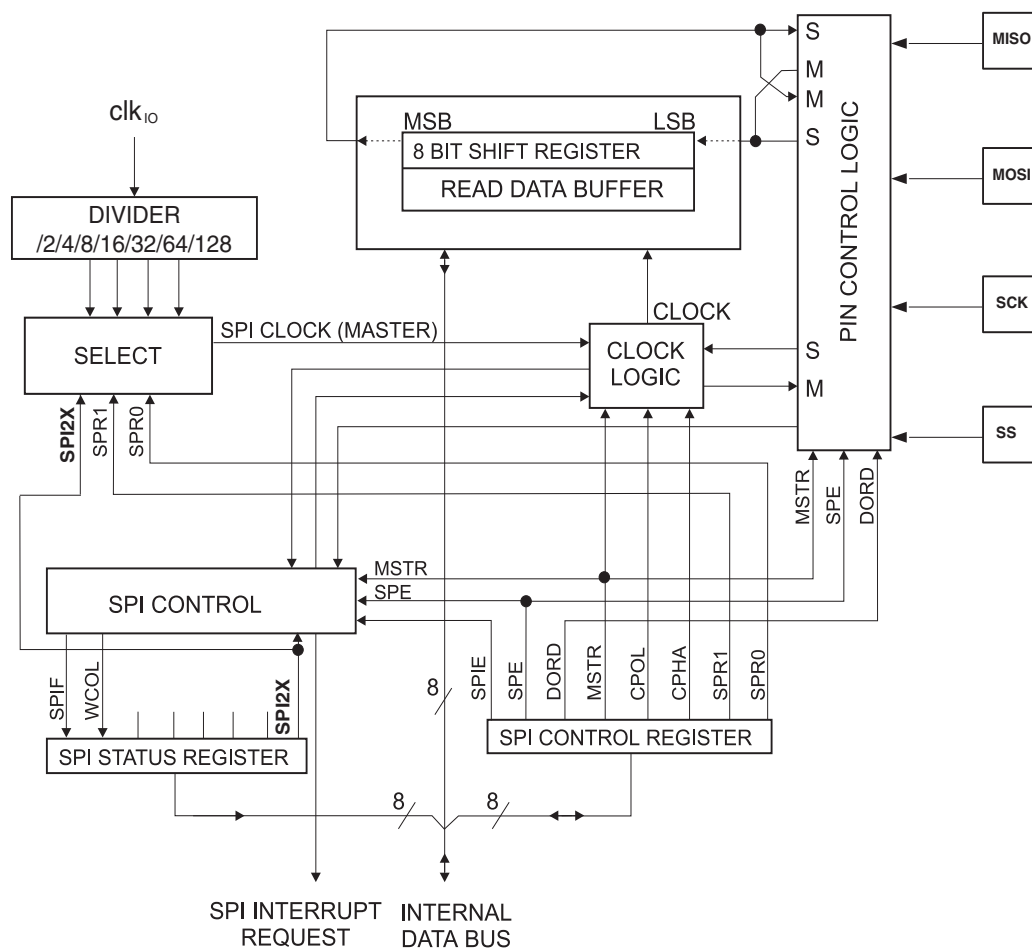 S
MISO
M
M
clk IO
MSB
LSB
S
8 BIT SHIFT REGISTER
READ DATA BUFFER
MOSI
DIVIDER
/2/4/8/16/32/64/128
PIN CONTROL LOGIC
SPI CLOCK (MASTER)
CLOCK
SCK
SELECT
CLOCK
LOGIC
S
M
SPI2X
SPR1
SPR0
SS
MSTR
SPE
DORD
MSTR
SPE
SPI CONTROL
SPIF
WCOL
SPI2X
8
SPIE
SPE
DORD
MSTR
CPOL
CPHA
SPR1
SPR0
SPI STATUS REGISTER
SPI CONTROL REGISTER
8
8
SPI INTERRUPT
REQUEST
INTERNAL
DATA BUS